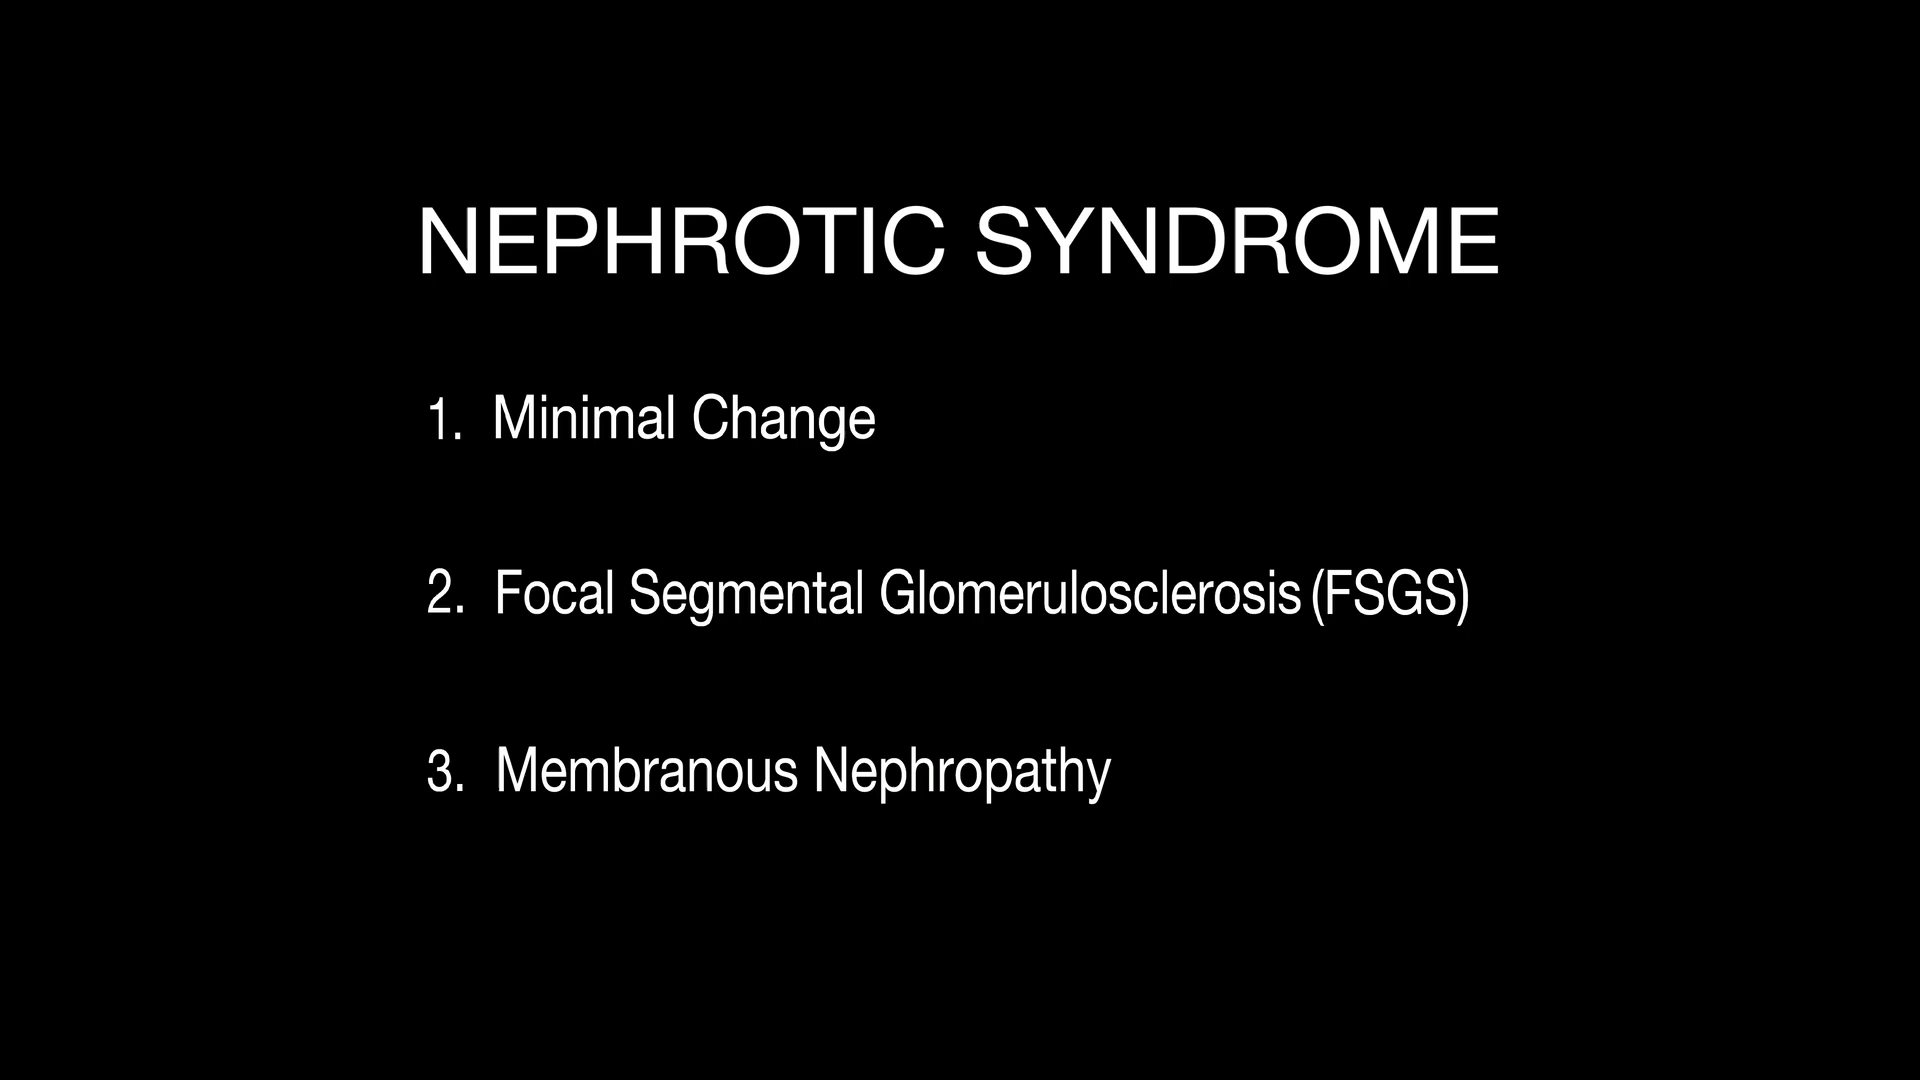 NEPHROTIC SYNDROME
1. Minimal Change
2. Focal Segmental Glomerulosclerosis (FSGS)
3. Membranous Nephropathy